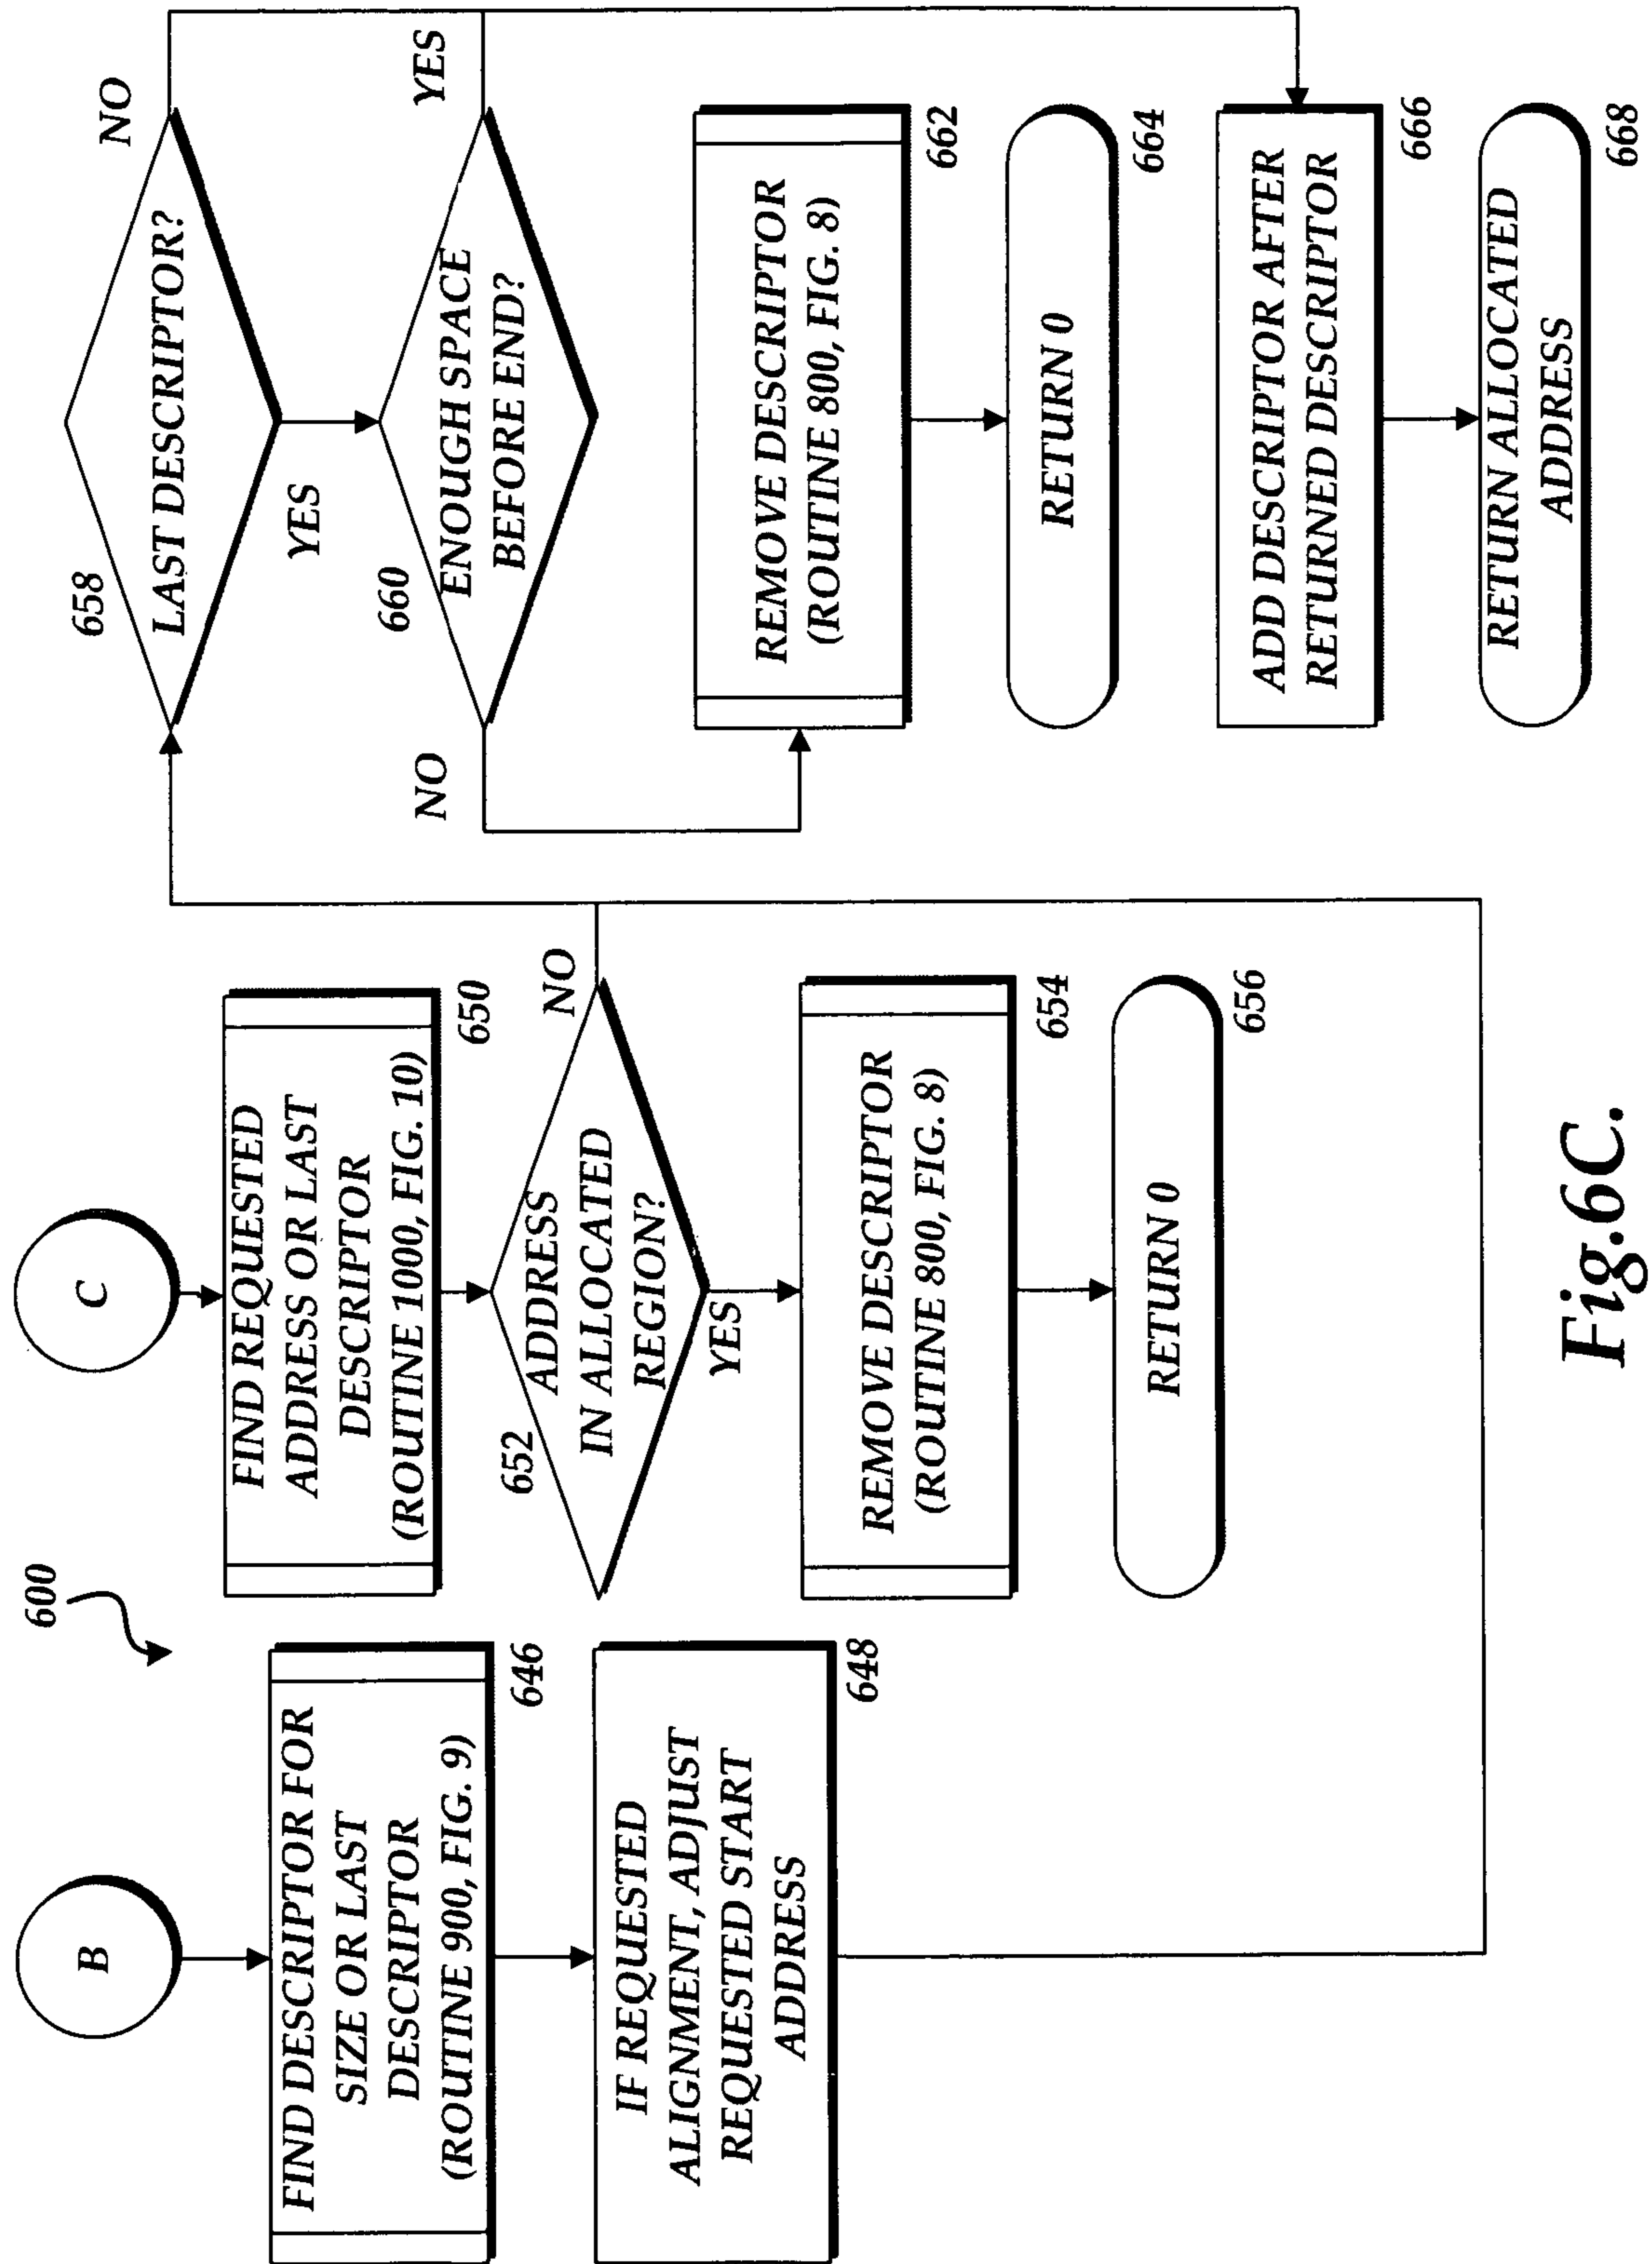 600
B
FIND DESCRIPTOR FOR
SIZE OR LAST
DESCRIPTOR
(ROUTINE 900, FIG. 9)
646
IF REQUESTED
ALIGNMENT, ADJUST
REQUESTED START
ADDRESS
648
C
FIND REQUESTED
ADDRESS OR LAST
DESCRIPTOR
(ROUTINE 1000, FIG. 10)
650
652
ADDRESS
IN ALLOCATED
REGION?
NO
YES
REMOVE DESCRIPTOR
(ROUTINE 800, FIG. 8)
654
RETURN 0
656
658
LAST DESCRIPTOR?
NO
YES
660
ENOUGH SPACE
BEFORE END?
YES
NO
REMOVE DESCRIPTOR
(ROUTINE 800, FIG. 8)
662
RETURN 0
664
ADD DESCRIPTOR AFTER
RETURNED DESCRIPTOR
666
RETURN ALLOCATED
ADDRESS
668
Fig.6C.